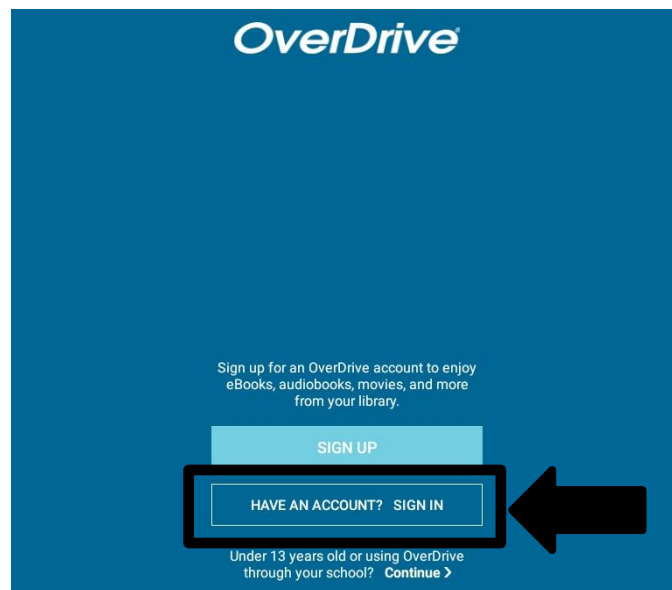 OverDrive
Sign up for an OverDrive account to enjoy
eBooks, audiobooks, movies, and more
from your library.
SIGN UP
HAVE AN ACCOUNT? SIGN IN
Under 13 years old or using OverDrive
through your school? Continue >